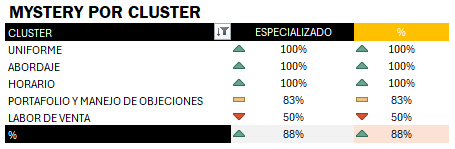 MYSTERY POR CLUSTER
CLUSTER ESPECIALIZADO %
UNIFORME 100% 100%
ABORDAJE 100% 100%
HORARIO 100% 100%
PORTAFOLIO Y MANEJO DE OBJECIONES 83% 83%
LABOR DE VENTA 50% 50%
% 88% 88%